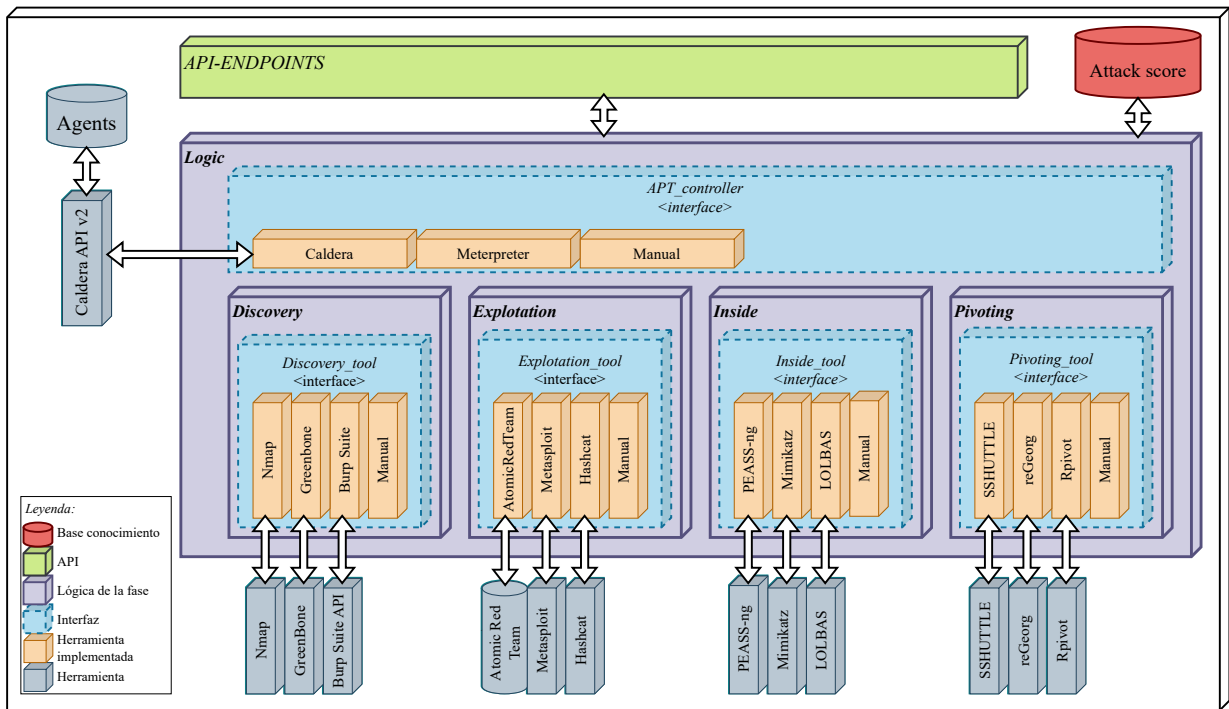 API-ENDPOINTS
Attack score
Agents
Caldera API v2
Logic
APT_controller
<interface>
Caldera
Meterpreter
Manual
Discovery
Discovery_tool
<interface>
Nmap
Greenbone
Burp Suite
Manual
Explotation
Explotation_tool
<interface>
AtomicRedTeam
Metasploit
Hashcat
Manual
Inside
Inside_tool
<interface>
PEASS-ng
Mimikatz
LOLBAS
Manual
Pivoting
Pivoting_tool
<interface>
SSHUTTLE
reGeorg
Rpivot
Manual
Nmap
GreenBone
Burp Suite API
Atomic Red
Team
Metasploit
Hashcat
PEASS-ng
Mimikatz
LOLBAS
SSHUTTLE
reGeorg
Rpivot
Leyenda:
Base conocimiento
API
Lógica de la fase
Interfaz
Herramienta
implementada
Herramienta